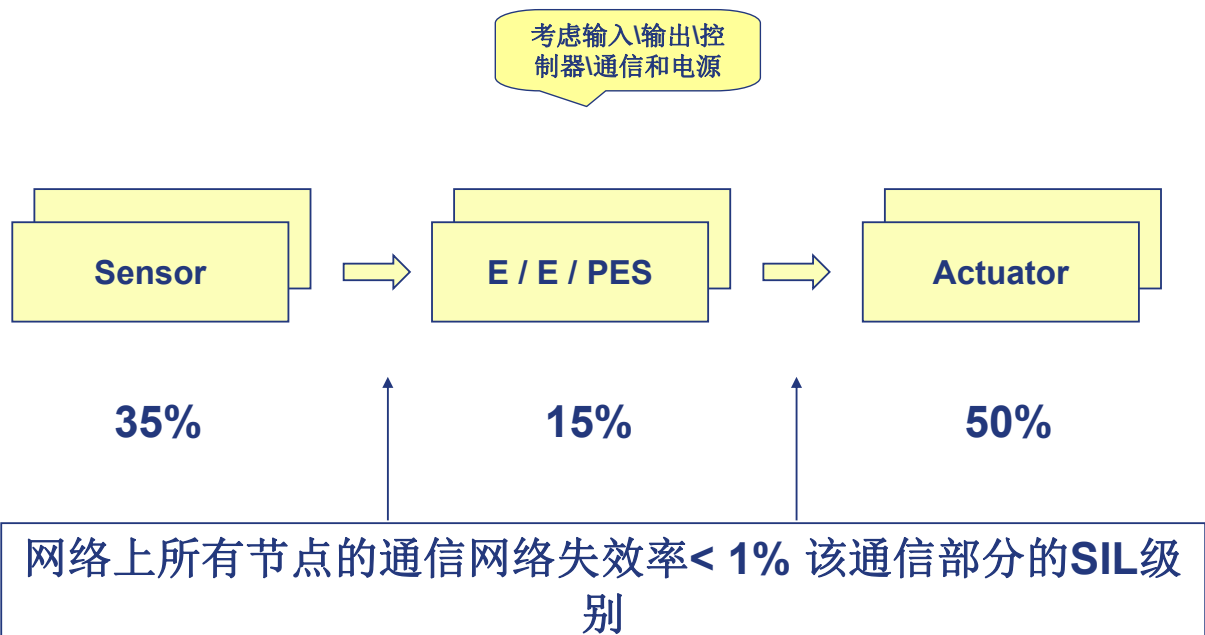 考虑输入\输出\控
制器\通信和电源
Sensor
E / E / PES
Actuator
35%
15%
50%
网络上所有节点的通信网络失效率< 1% 该通信部分的SIL级
别